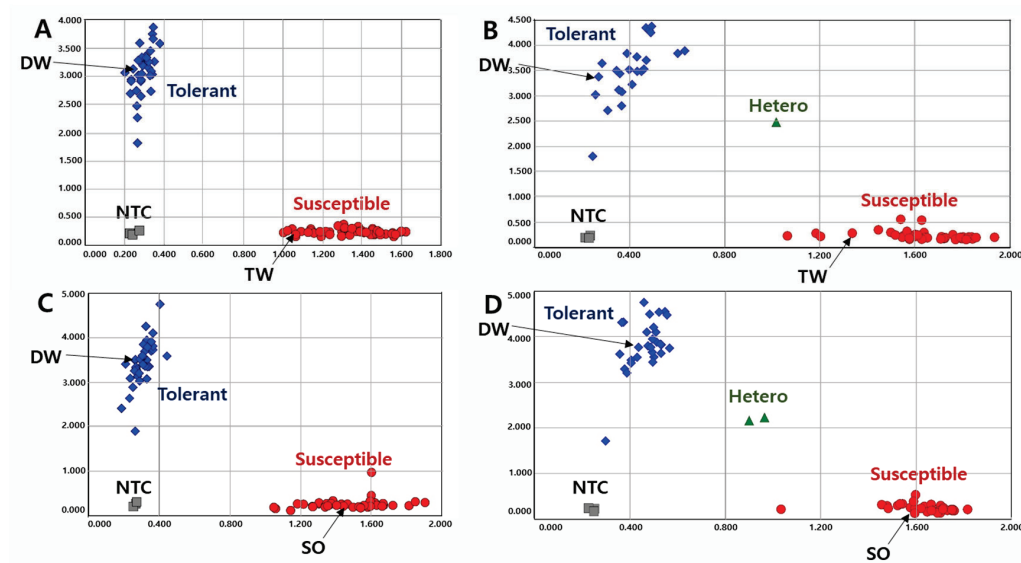 A
4.000
3.500
3.000
2.500
2.000
1.500
1.000
0.500
0.000
0.000 0.200 0.400 0.600 0.800 1.000 1.200 1.400 1.600 1.800
DW
Tolerant
NTC
Susceptible
TW
B
4.500
4.000
3.500
3.000
2.500
2.000
1.500
1.000
0.500
0.000
0.000 0.400 0.800 1.200 1.600 2.000
Tolerant
DW
Hetero
NTC
Susceptible
TW
C
5.000
4.000
3.000
2.000
1.000
0.000
0.000 0.400 0.800 1.200 1.600 2.000
DW
Tolerant
NTC
Susceptible
SO
D
5.000
4.000
3.000
2.000
1.000
0.000
0.400 0.800 1.200 1.600 2.000
Tolerant
DW
Hetero
NTC
Susceptible
SO